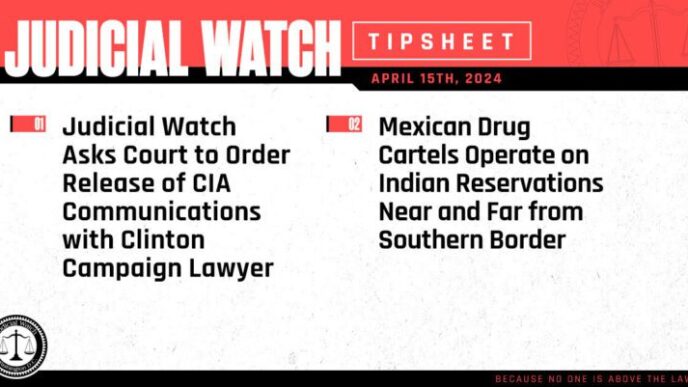 JUDICIAL WATCH
TIPSHEET
APRIL 15TH, 2024
01
Judicial Watch
Asks Court to Order
Release of CIA
Communications
with Clinton
Campaign Lawyer
02
Mexican Drug
Cartels Operate on
Indian Reservations
Near and Far from
Southern Border
JUDICIAL WATCH
BECAUSE NO ONE IS ABOVE THE LA